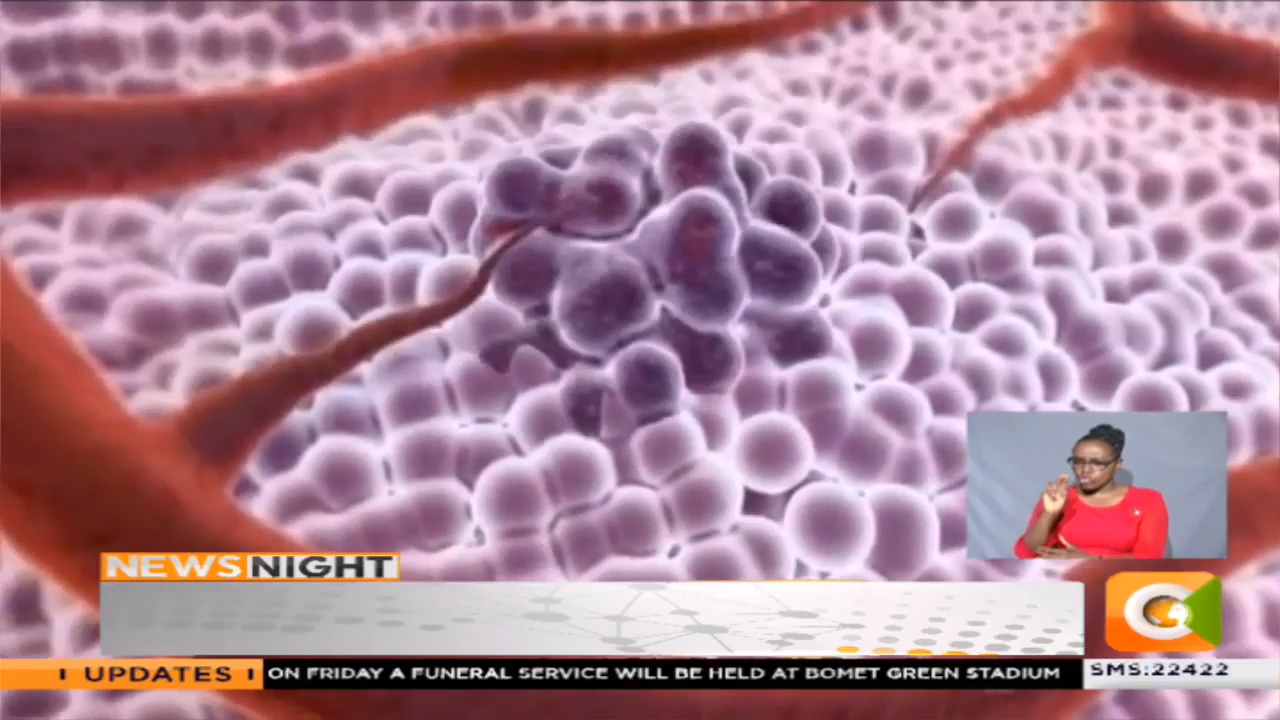 NEWSNIGHT
UPDATES
ON FRIDAY A FUNERAL SERVICE WILL BE HELD AT BOMET GREEN STADIUM
SMS:22422